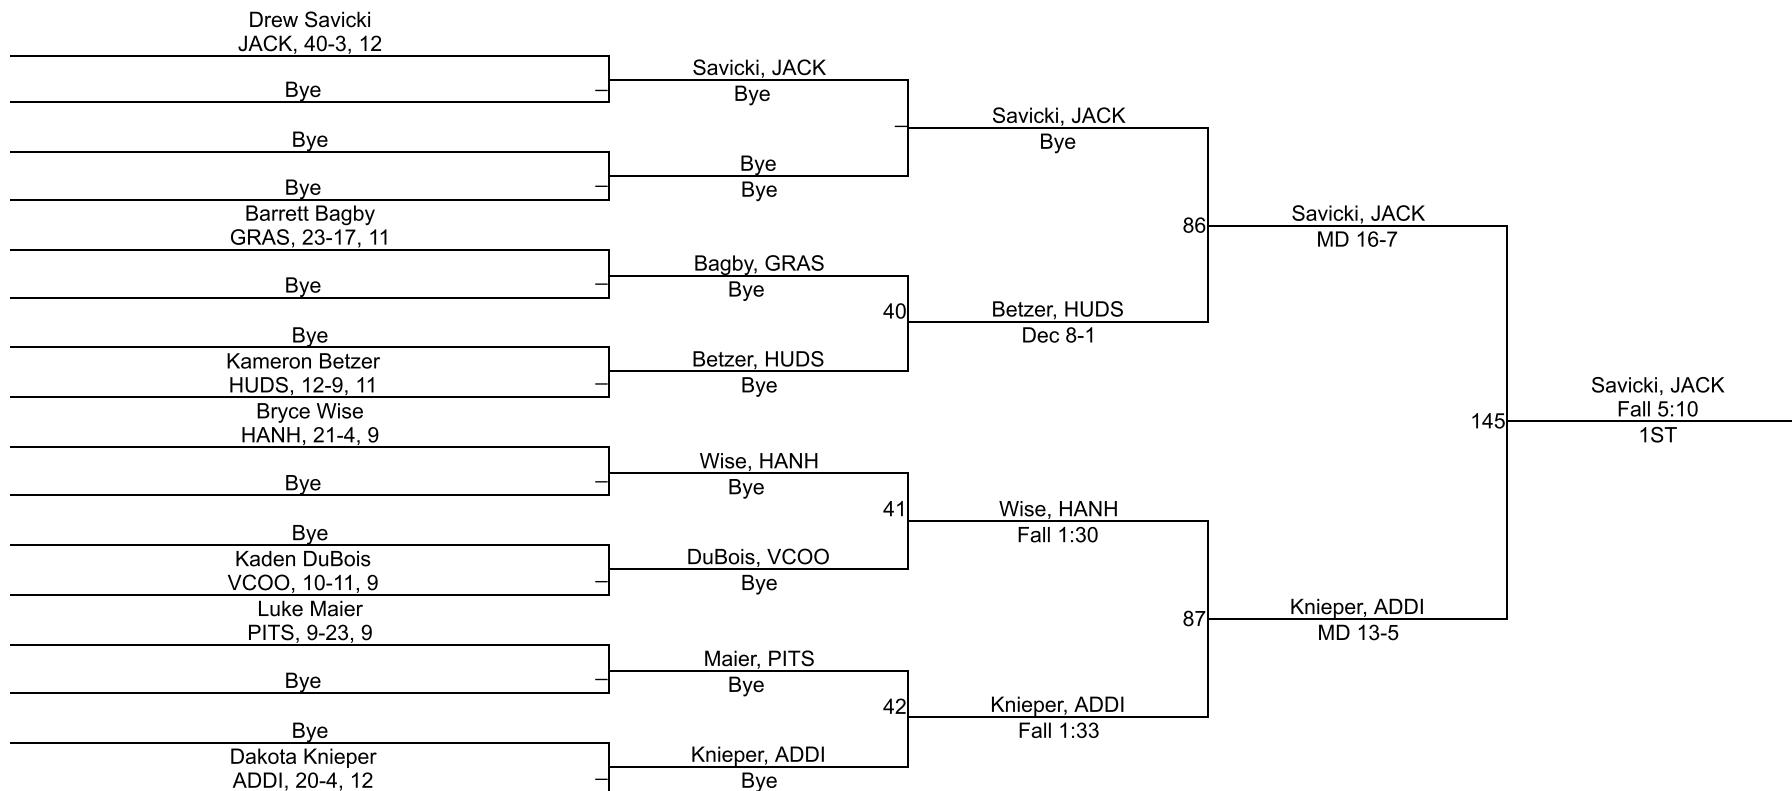 Drew Savicki
JACK, 40-3, 12
Bye
Bye
Bye
Barrett Bagby
GRAS, 23-17, 11
Bye
Bye
Kameron Betzer
HUDS, 12-9, 11
Bryce Wise
HANH, 21-4, 9
Bye
Bye
Kaden DuBois
VCOO, 10-11, 9
Luke Maier
PITS, 9-23, 9
Bye
Bye
Dakota Knieper
ADDI, 20-4, 12
Savicki, JACK
Bye
Bye
Bye
Bagby, GRAS
Bye
40
Betzer, HUDS
Bye
Wise, HANH
Bye
41
DuBois, VCOO
Bye
Maier, PITS
Bye
42
Knieper, ADDI
Bye
Savicki, JACK
Bye
86
Betzer, HUDS
Dec 8-1
Wise, HANH
Fall 1:30
87
Knieper, ADDI
Fall 1:33
Savicki, JACK
MD 16-7
145
Knieper, ADDI
MD 13-5
Savicki, JACK
Fall 5:10
1ST